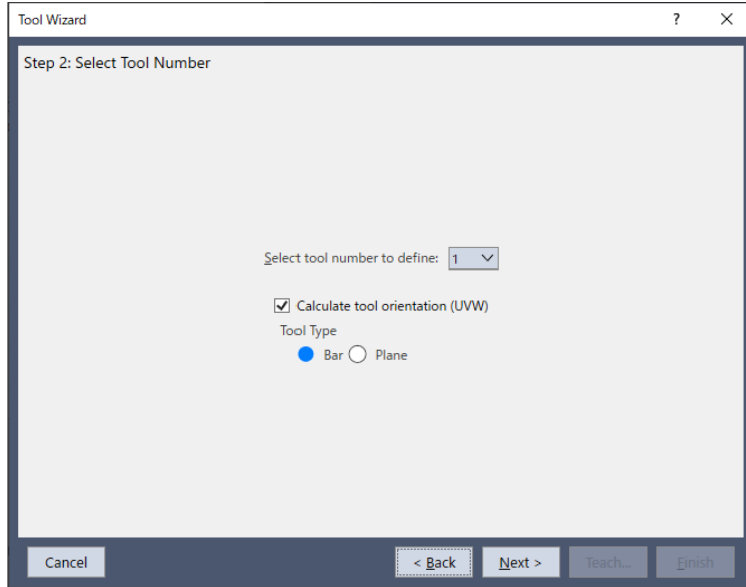 Tool Wizard ?
Step 2: Select Tool Number
Select tool number to define: 1
Calculate tool orientation (UVW)
Tool Type
Bar Plane
Cancel < Back Next > Teach... Finish